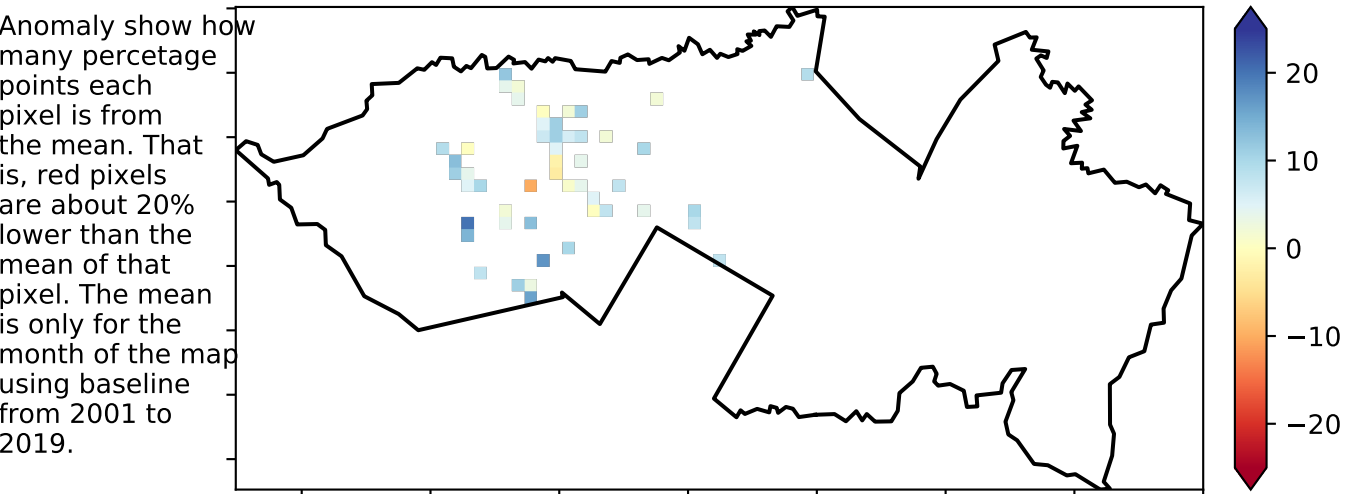 Anomaly show how
many percetage
points each
pixel is from
the mean. That
is, red pixels
are about 20%
lower than the
mean of that
pixel. The mean
is only for the
month of the map
using baseline
from 2001 to
2019.
20
10
0
−10
−20